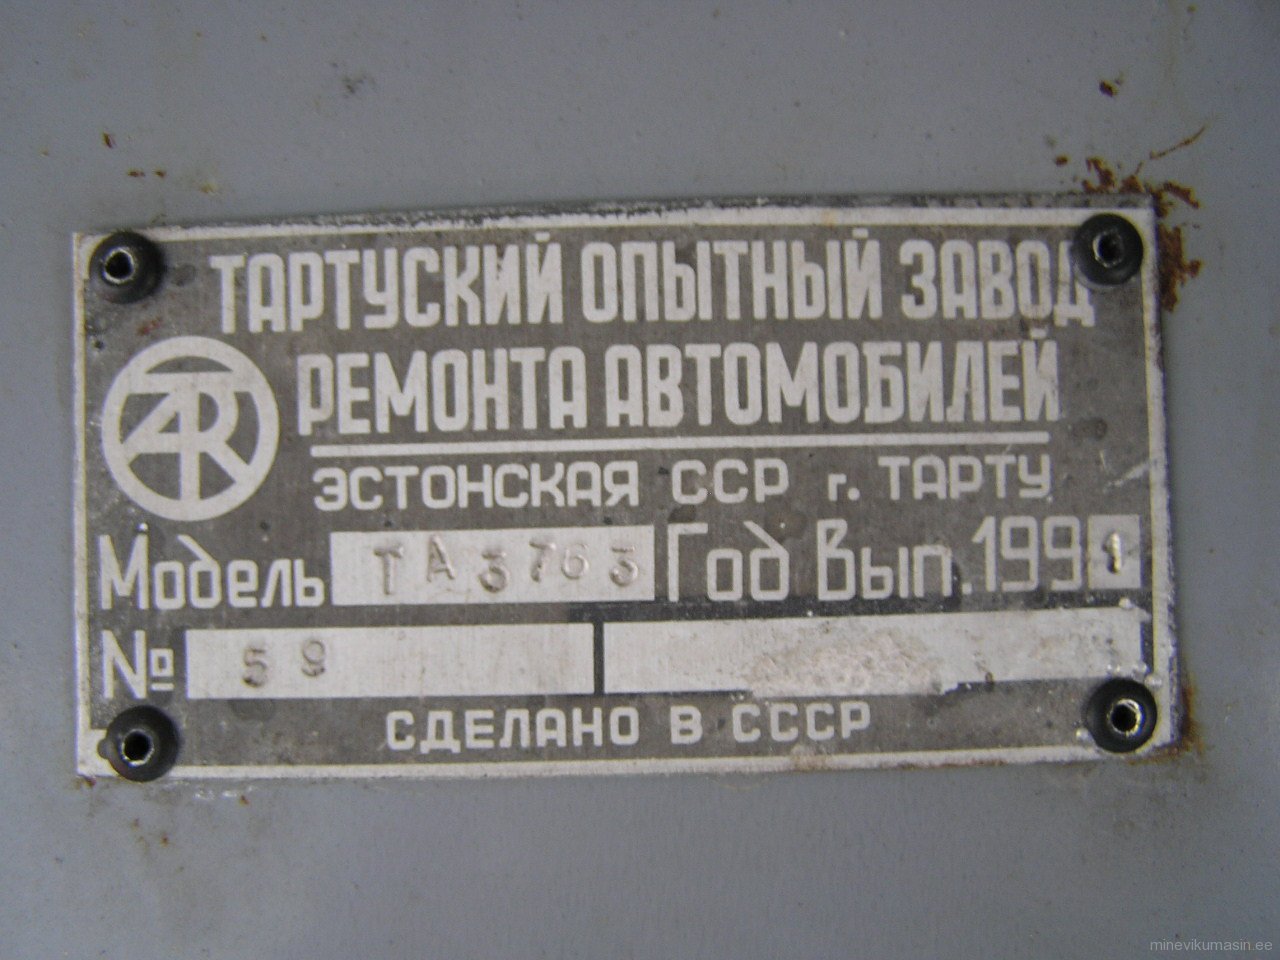 ТАРТУСКИЙ ОПЫТНЫЙ ЗАВОД
РЕМОНТА АВТОМОБИЛЕЙ
ЭСТОНСКАЯ ССР г. ТАРТУ
Модель ТА3763 Год Вып. 1991
№ 59
СДЕЛАНО В СССР
minevikumasin.ee